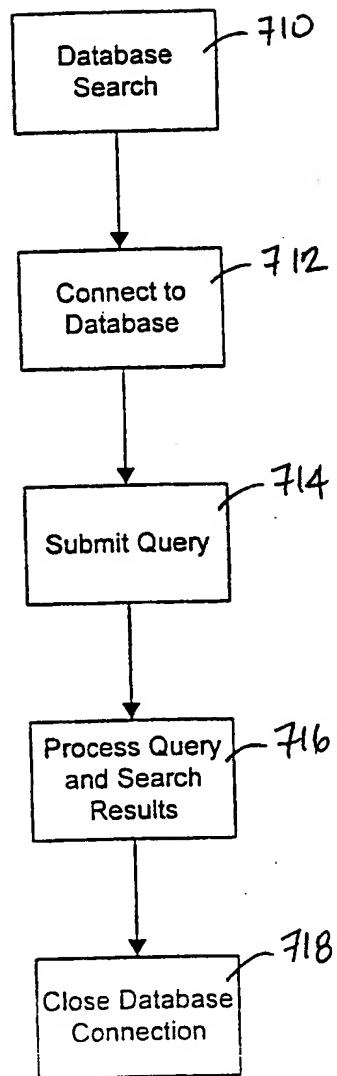 Database
Search
710
Connect to
Database
712
Submit Query
714
Process Query
and Search
Results
716
Close Database
Connection
718